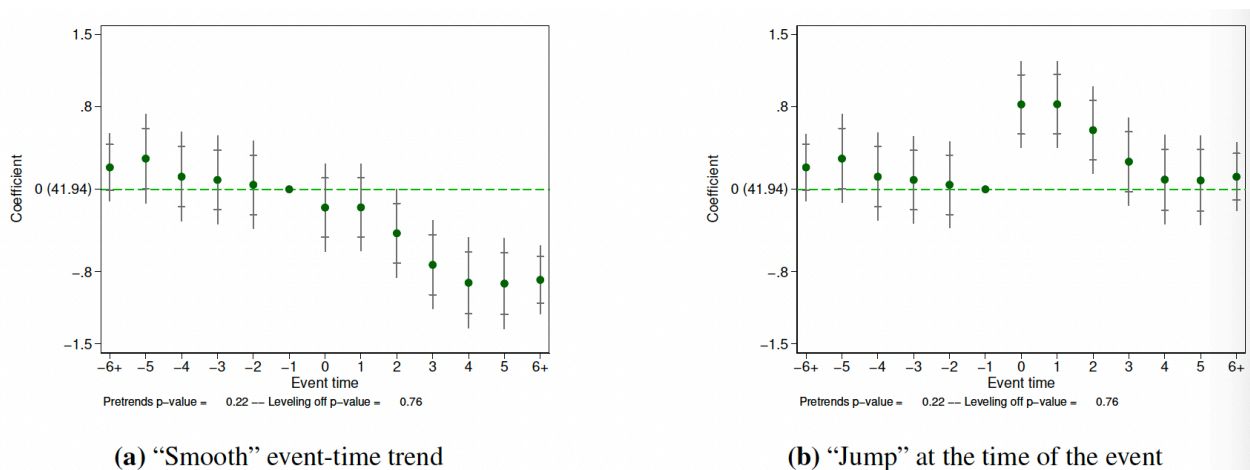 1.5
.8
0 (41.94)
−.8
−1.5
Coefficient
−6+ −5 −4 −3 −2 −1 0 1 2 3 4 5 6+
Event time
Pretrends p−value = 0.22 −− Leveling off p−value = 0.76
(a) “Smooth” event-time trend
1.5
.8
0 (41.94)
−.8
−1.5
Coefficient
−6+ −5 −4 −3 −2 −1 0 1 2 3 4 5 6+
Event time
Pretrends p−value = 0.22 −− Leveling off p−value = 0.76
(b) “Jump” at the time of the event